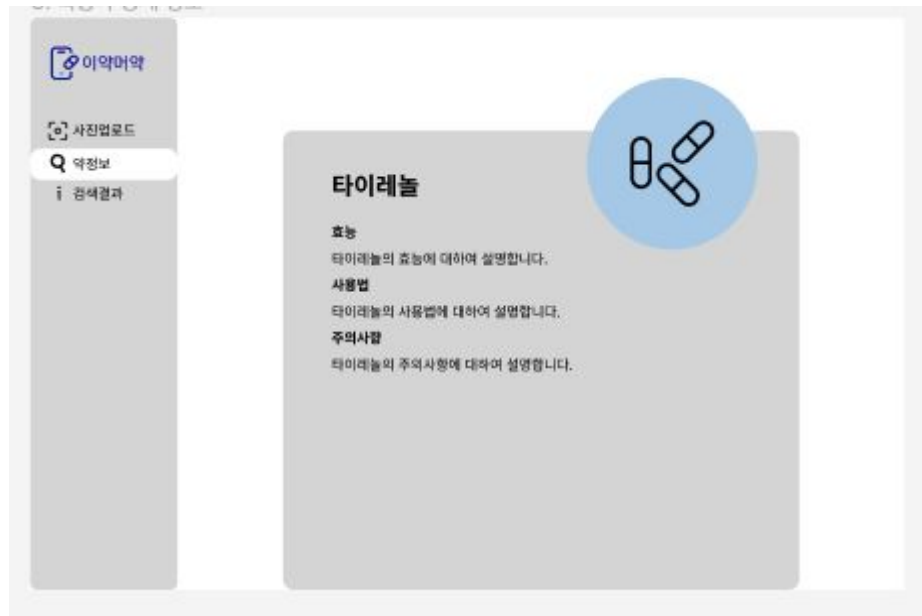 이약머약
사진업로드
약정보
검색결과
타이레놀
효능
타이레놀의 효능에 대하여 설명합니다.
사용법
타이레놀의 사용법에 대하여 설명합니다.
주의사항
타이레놀의 주의사항에 대하여 설명합니다.